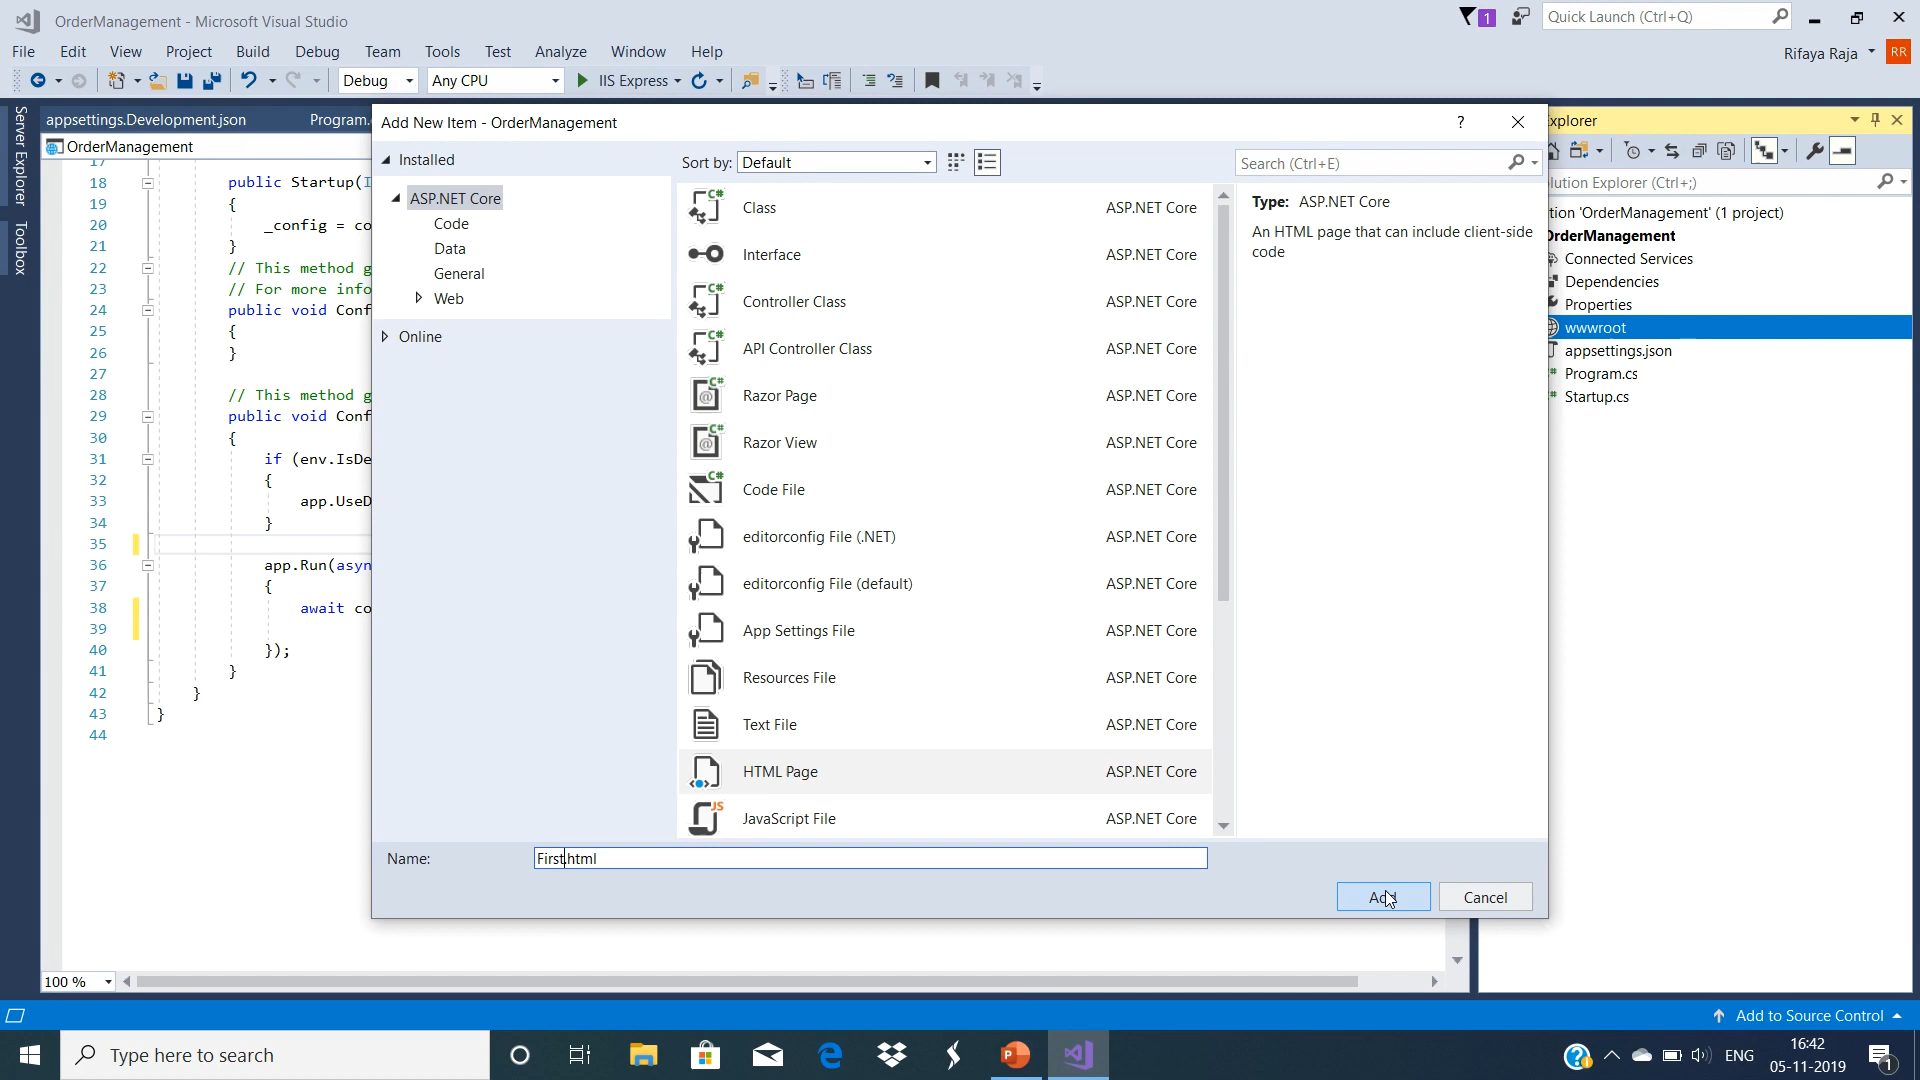 OrderManagement - Microsoft Visual Studio
1
Quick Launch (Ctrl+Q)
File Edit View Project Build Debug Team Tools Test Analyze Window Help
Rifaya Raja RR
Debug Any CPU IIS Express
Server Explorer
Toolbox
appsettings.Development.json Program.
OrderManagement
17
18 public Startup(I
19 {
20 _config = co
21 }
22 // This method g
23 // For more info
24 public void Conf
25 {
26 }
27
28 // This method g
29 public void Conf
30 {
31 if (env.IsDe
32 {
33 app.UseD
34 }
35
36 app.Run(asyn
37 {
38 await co
39
40 });
41 }
42 }
43 }
44
100 %
Add New Item - OrderManagement
?
Installed
ASP.NET Core
Code
Data
General
Web
Online
Sort by: Default
Search (Ctrl+E)
Class ASP.NET Core
Interface ASP.NET Core
Controller Class ASP.NET Core
API Controller Class ASP.NET Core
Razor Page ASP.NET Core
Razor View ASP.NET Core
Code File ASP.NET Core
editorconfig File (.NET) ASP.NET Core
editorconfig File (default) ASP.NET Core
App Settings File ASP.NET Core
Resources File ASP.NET Core
Text File ASP.NET Core
HTML Page ASP.NET Core
JavaScript File ASP.NET Core
Type: ASP.NET Core
An HTML page that can include client-side
code
Name: First.html
Add Cancel
Explorer
lution Explorer (Ctrl+;)
tion 'OrderManagement' (1 project)
OrderManagement
Connected Services
Dependencies
Properties
wwwroot
appsettings.json
Program.cs
Startup.cs
Add to Source Control
Type here to search
ENG
16:42
05-11-2019
1